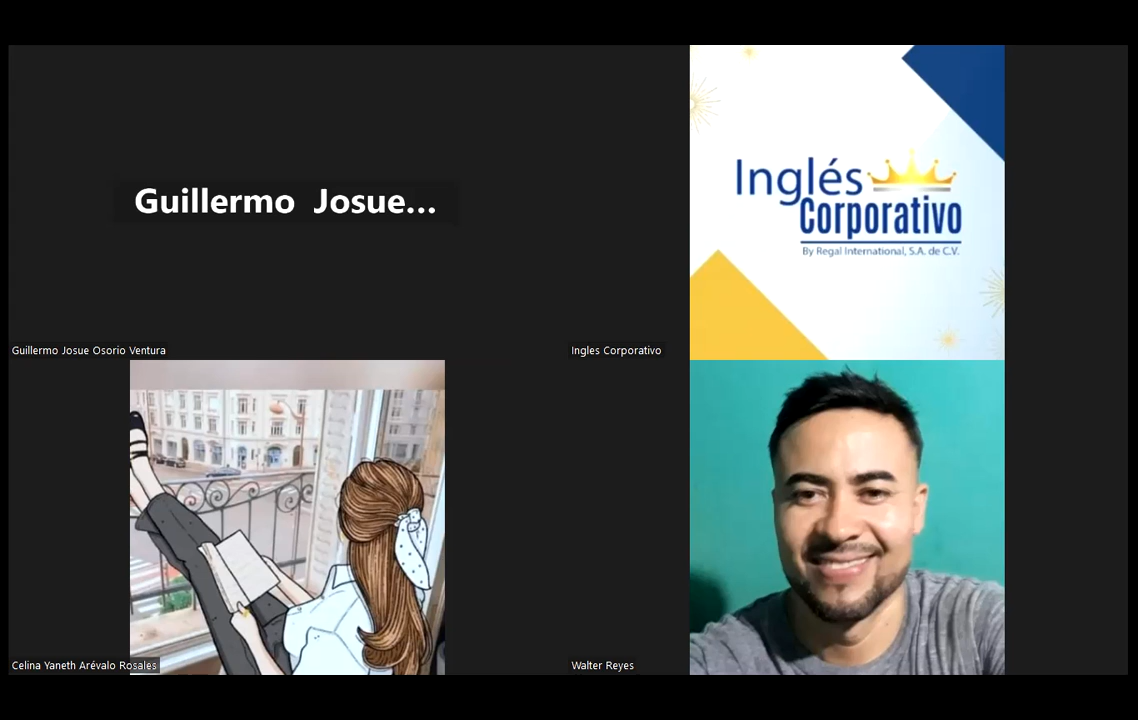 Guillermo Josue...
Guillermo Josue Osorio Ventura
Inglés
Corporativo
By Regal International, S.A. de C.V.
Ingles Corporativo
Celina Yaneth Arévalo Rosales
Walter Reyes